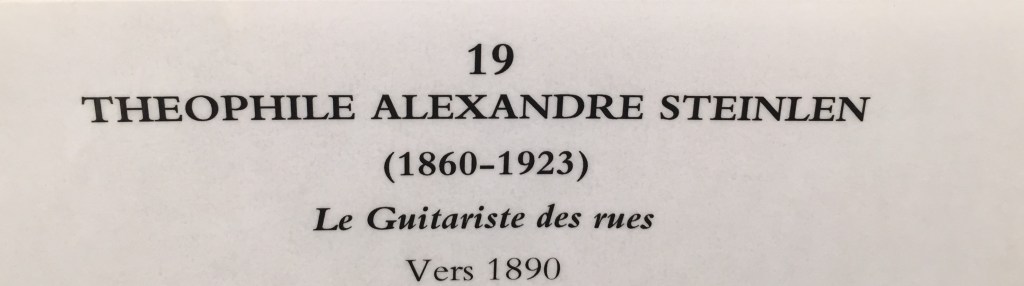 19
THEOPHILE ALEXANDRE STEINLEN
(1860–1923)
Le Guitariste des rues
Vers 1890